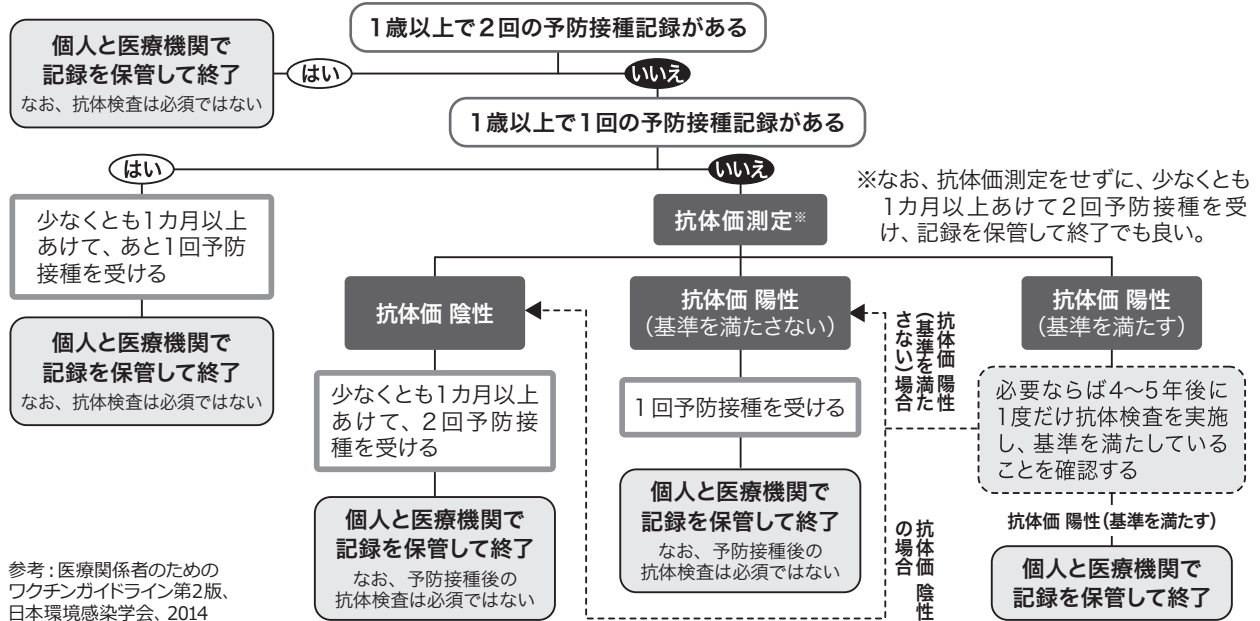 1歳以上で2回の予防接種記録がある
個人と医療機関で
記録を保管して終了
なお、抗体検査は必須ではない
はい
いいえ
1歳以上で1回の予防接種記録がある
はい
いいえ
少なくとも1カ月以上
あけて、あと1回予防
接種を受ける
個人と医療機関で
記録を保管して終了
なお、抗体検査は必須ではない
抗体価測定※
※なお、抗体価測定をせずに、少なくとも
1カ月以上あけて2回予防接種を受
け、記録を保管して終了でも良い。
抗体価 陰性
少なくとも1カ月以上
あけて、2回予防接
種を受ける
個人と医療機関で
記録を保管して終了
なお、予防接種後の
抗体検査は必須ではない
抗体価 陽性
(基準を満たさない)
1回予防接種を受ける
個人と医療機関で
記録を保管して終了
なお、予防接種後の
抗体検査は必須ではない
抗体価 陽性
(基準を満た
さない)場合
抗体価 陰性
の場合
抗体価 陽性
(基準を満たす)
必要ならば4〜5年後に
1度だけ抗体検査を実施
し、基準を満たしている
ことを確認する
抗体価 陽性(基準を満たす)
個人と医療機関で
記録を保管して終了
参考:医療関係者のための
ワクチンガイドライン第2版、
日本環境感染学会、2014